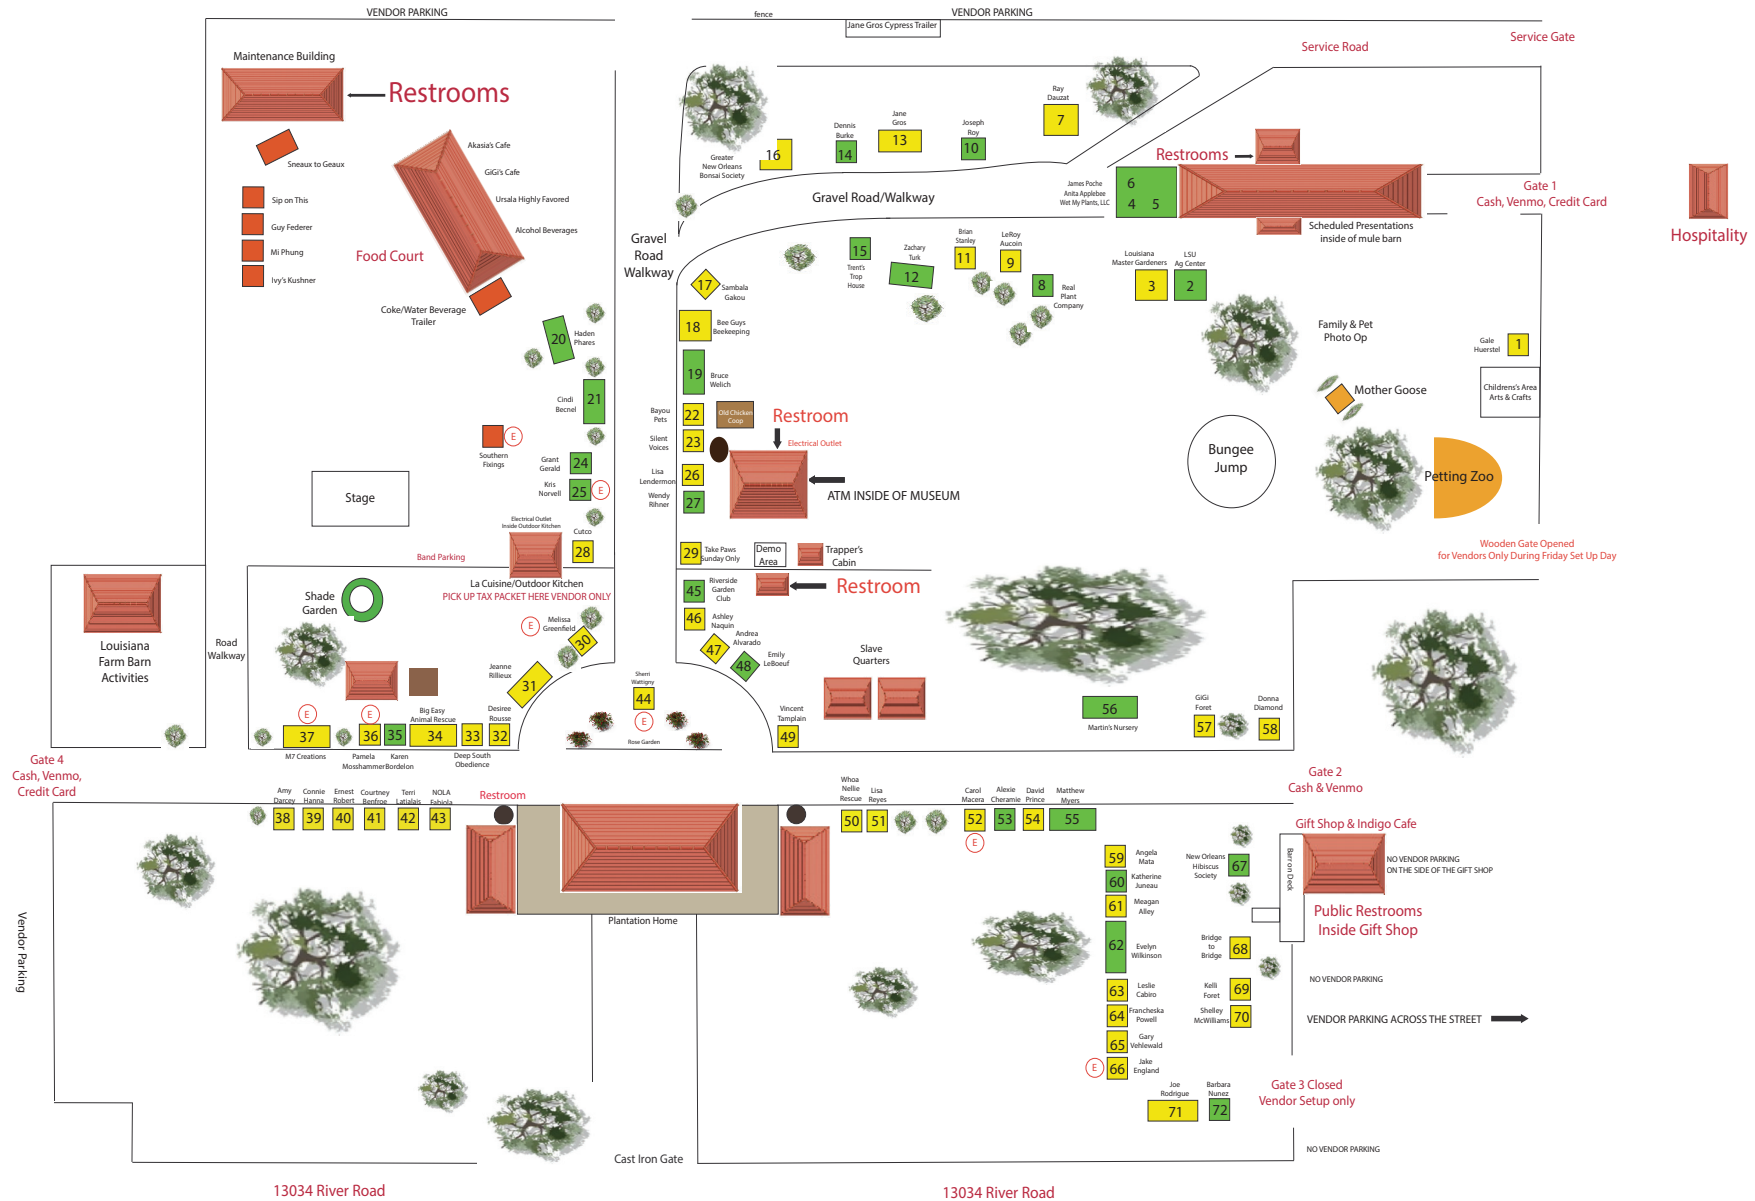 VENDOR PARKING
fence
VENDOR PARKING
Jane Gros Cypress Trailer
Service Gate
Service Road
Maintenance Building
Restrooms
Sneaux to Geaux
Akasia's Cafe
GiGi's Cafe
Ursala Highly Favored
Alcohol Beverages
Sip on This
Guy Federer
Mi Phung
Ivy's Kushner
Food Court
Coke/Water Beverage
Trailer
Greater
New Orleans
Bonsai Society
16
Dennis
Burke
14
Jane
Gros
13
Joseph
Roy
10
Ray
Dauzat
7
Restrooms
James Poche
Anita Applebee
Wet My Plants, LLC
6
4 5
Gate 1
Cash, Venmo, Credit Card
Hospitality
Scheduled Presentations
inside of mule barn
Gravel Road/Walkway
Gravel
Road
Walkway
15
Trent's
Trop
House
Zachary
Turk
12
Brian
Stanley
11
LeRoy
Aucoin
9
8
Real
Plant
Company
Louisiana
Master Gardeners
3
LSU
Ag Center
2
17
Sambala
Gakou
18
Bee Guys
Beekeeping
19
Bruce
Welich
20
Haden
Phares
Cindi
Becnel
21
Family & Pet
Photo Op
Gale
Huerstel
1
Mother Goose
Childrens's Area
Arts & Crafts
Bayou
Pets
22
Old Chicken
Coop
Restroom
Electrical Outlet
Silent
Voices
23
E
Southern
Fixings
Grant
Gerald
24
Kris
Norvell
25
E
Lisa
Lendermon
26
Wendy
Rihner
27
ATM INSIDE OF MUSEUM
Bungee
Jump
Petting Zoo
Stage
Electrical Outlet
Inside Outdoor Kitchen
Cutco
28
Band Parking
La Cuisine/Outdoor Kitchen
PICK UP TAX PACKET HERE VENDOR ONLY
29
Take Paws
Sunday Only
Demo
Area
Trapper's
Cabin
Restroom
Wooden Gate Opened
for Vendors Only During Friday Set Up Day
45
Riverside
Garden
Club
46
Ashley
Naquin
47
Andrea
Alvarado
48
Emily
LeBoeuf
Louisiana
Farm Barn
Activities
Road
Walkway
Shade
Garden
E
Melissa
Greenfield
30
Jeanne
Rillieux
31
Sherri
Wattigny
44
E
Rose Garden
Slave
Quarters
Vincent
Tamplain
49
56
Martin's Nursery
GiGi
Foret
57
Donna
Diamond
58
E
37
M7 Creations
E
36
Pamela
Mosshammer
35
Karen
Bordelon
Big Easy
Animal Rescue
34
33
Deep South
Obedience
Desiree
Rousse
32
Gate 4
Cash, Venmo,
Credit Card
Gate 2
Cash & Venmo
Amy
Darcey
38
Connie
Hanna
39
Ernest
Robert
40
Courtney
Benfroe
41
Terri
Latialais
42
NOLA
Fabiola
43
Restroom
Plantation Home
Whoa
Nellie
Rescue
50
Lisa
Reyes
51
Carol
Macera
52
E
Alexie
Cheramie
53
David
Prince
54
Matthew
Myers
55
59
Angela
Mata
60
Katherine
Juneau
61
Meagan
Alley
62
Evelyn
Wilkinson
63
Leslie
Cabiro
64
Francheska
Powell
65
Gary
Vehlewald
E
66
Jake
England
New Orleans
Hibiscus
Society
67
Bridge
to
Bridge
68
Kelli
Foret
69
Shelley
McWilliams
70
Joe
Rodrigue
71
Barbara
Nunez
72
Gift Shop & Indigo Cafe
Barr on Deck
NO VENDOR PARKING
ON THE SIDE OF THE GIFT SHOP
Public Restrooms
Inside Gift Shop
NO VENDOR PARKING
VENDOR PARKING ACROSS THE STREET
Gate 3 Closed
Vendor Setup only
NO VENDOR PARKING
Vendor Parking
Cast Iron Gate
13034 River Road
13034 River Road